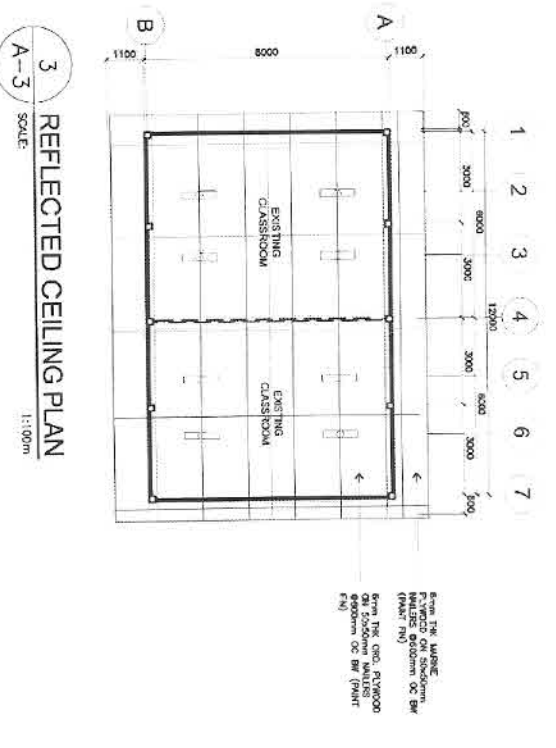 1
2
3
4
5
6
7
600
3000
3000
3000
3000
600
6000
6000
12000
A
B
1100
8000
1100
EXISTING
CLASSROOM
EXISTING
CLASSROOM
6mm THK MARINE
PLYWOOD ON 50x50mm
NAILERS @600mm OC BW
(PAINT FIN)
6mm THK ORD. PLYWOOD
ON 50x50mm NAILERS
@600mm OC BW (PAINT
FIN)
3
A-3
REFLECTED CEILING PLAN
SCALE:
1:100m